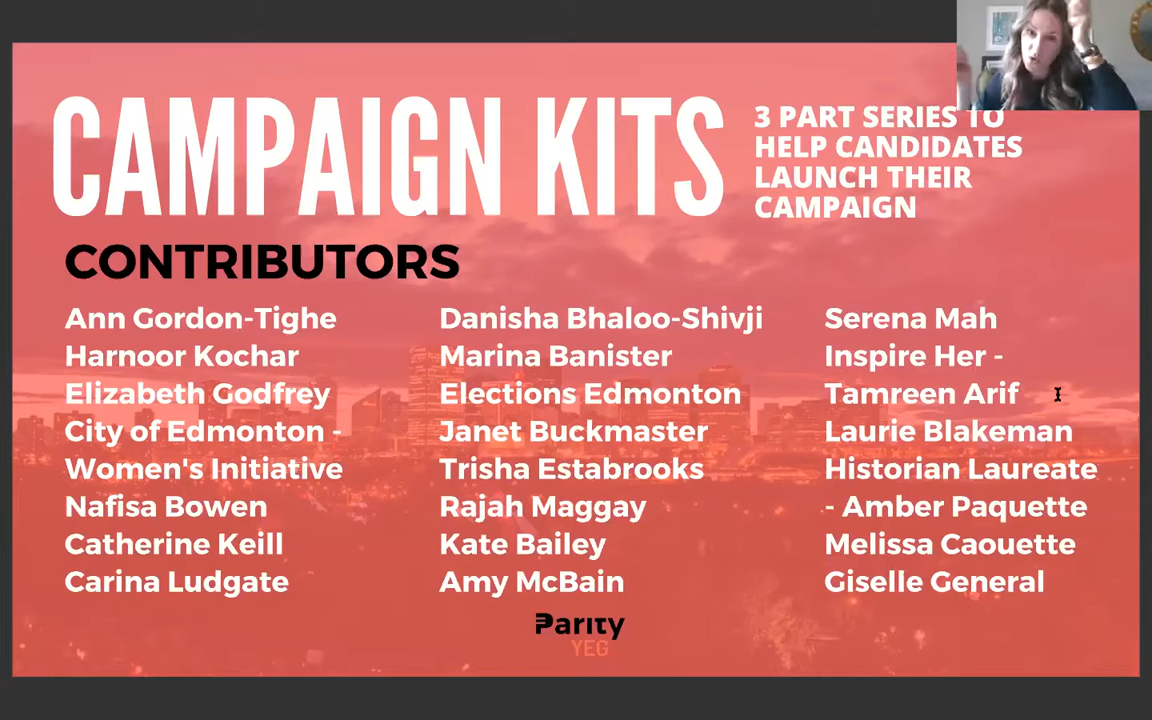 CAMPAIGN KITS
3 PART SERIES TO
HELP CANDIDATES
LAUNCH THEIR
CAMPAIGN
CONTRIBUTORS
Ann Gordon-Tighe
Harnoor Kochar
Elizabeth Godfrey
City of Edmonton -
Women's Initiative
Nafisa Bowen
Catherine Keill
Carina Ludgate
Danisha Bhaloo-Shivji
Marina Banister
Elections Edmonton
Janet Buckmaster
Trisha Estabrooks
Rajah Maggay
Kate Bailey
Amy McBain
Serena Mah
Inspire Her -
Tamreen Arif
Laurie Blakeman
Historian Laureate
- Amber Paquette
Melissa Caouette
Giselle General
Parity
YEG